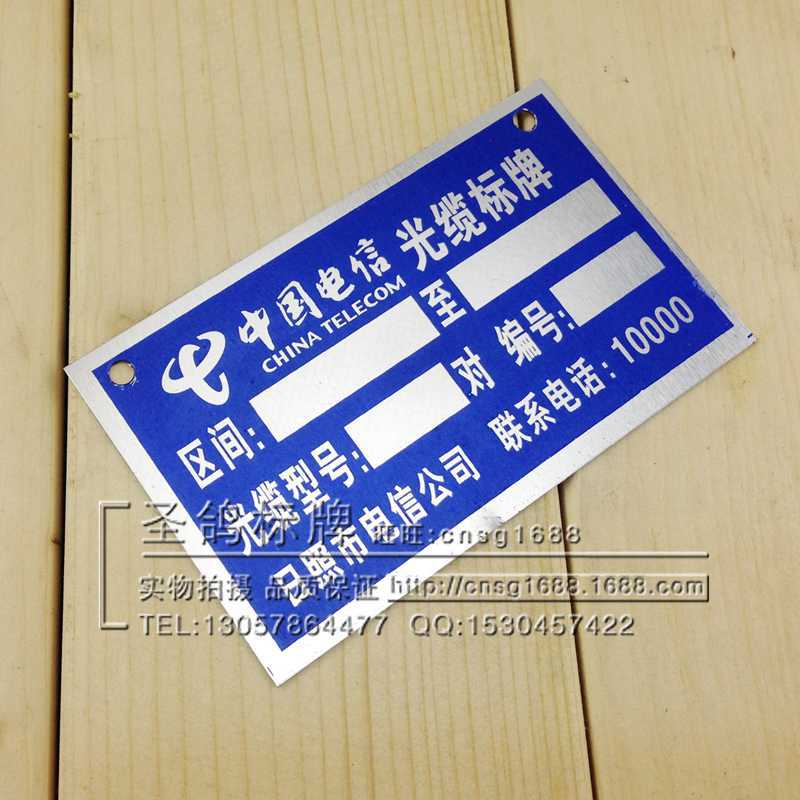 中国电信 光缆标牌
CHINA TELECOM
区间: 至
光缆型号: 对 编号:
日照市电信公司 联系电话: 10000
圣鸽标牌 旺旺:cnsg1688
实物拍摄 品质保证 http://cnsg1688.1688.com
TEL:13057864477 QQ:1530457422